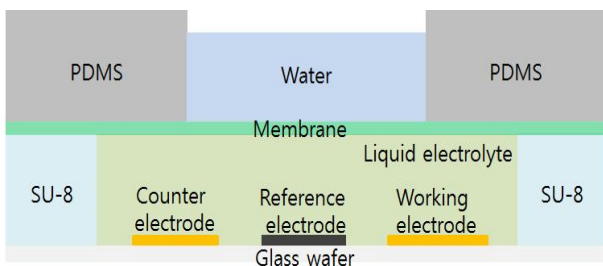 PDMS
Water
PDMS
Membrane
Liquid electrolyte
SU-8
Counter
electrode
Reference
electrode
Working
electrode
SU-8
Glass wafer